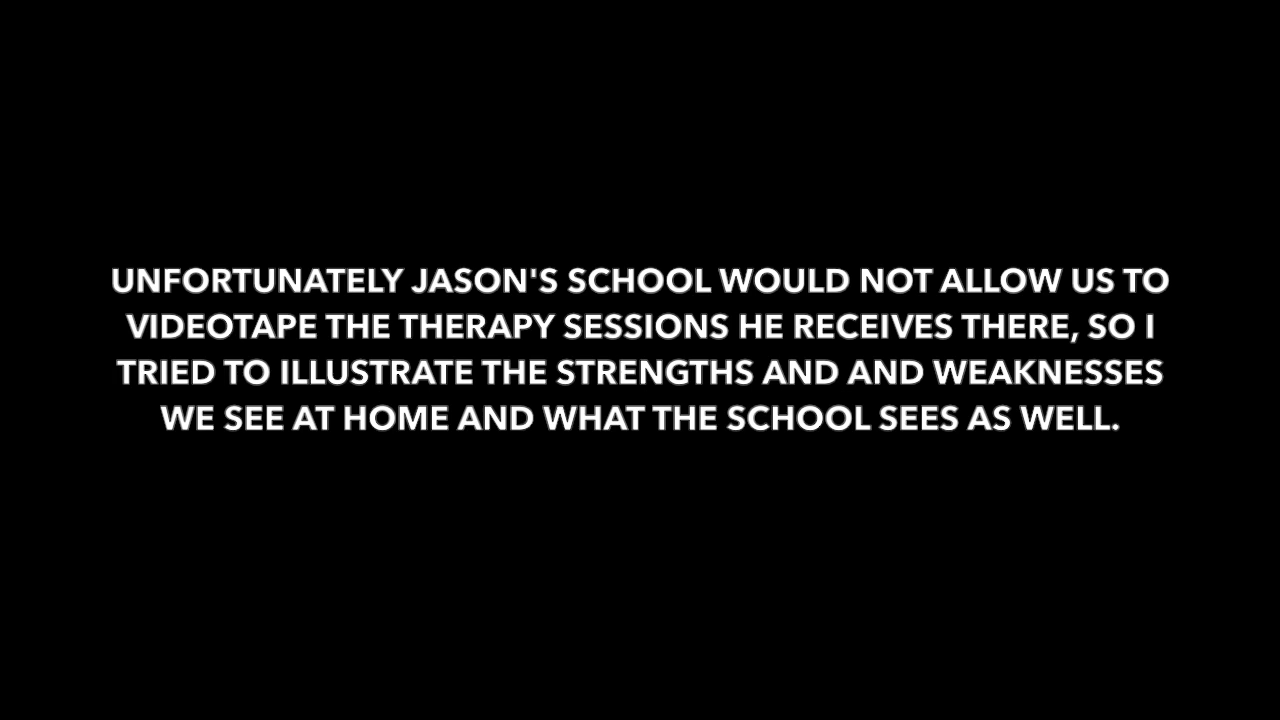 UNFORTUNATELY JASON'S SCHOOL WOULD NOT ALLOW US TO
VIDEOTAPE THE THERAPY SESSIONS HE RECEIVES THERE, SO I
TRIED TO ILLUSTRATE THE STRENGTHS AND AND WEAKNESSES
WE SEE AT HOME AND WHAT THE SCHOOL SEES AS WELL.